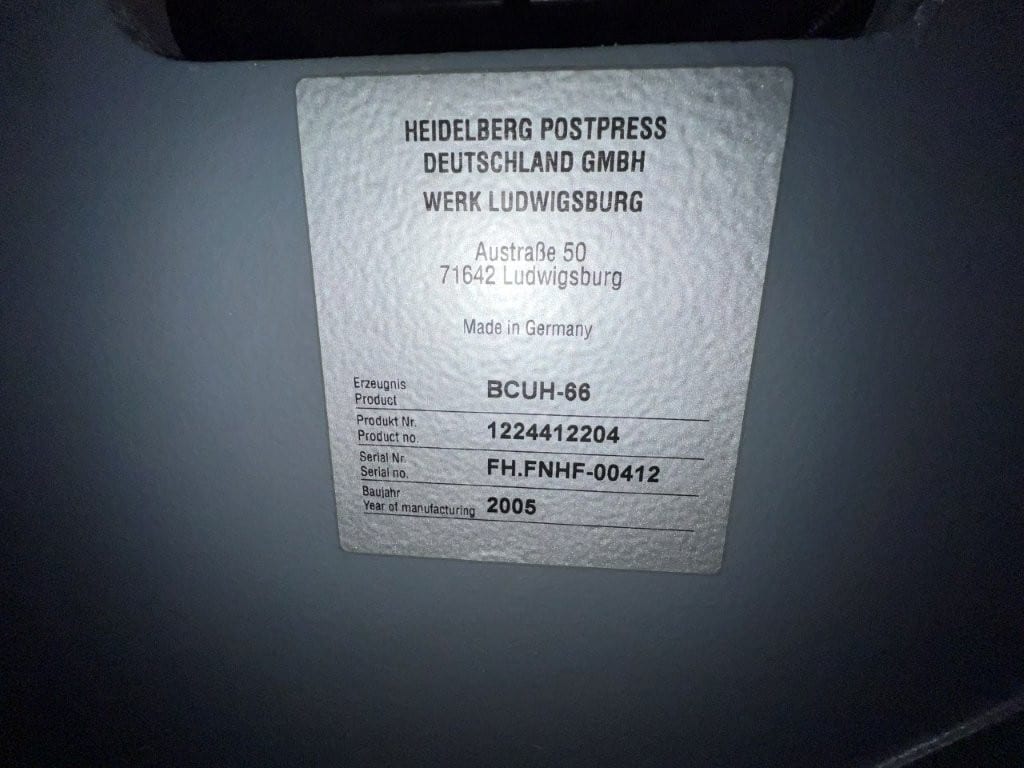 HEIDELBERG POSTPRESS
DEUTSCHLAND GMBH
WERK LUDWIGSBURG
Austraße 50
71642 Ludwigsburg
Made in Germany
Erzeugnis
Product BCUH-66
Produkt Nr.
Product no. 1224412204
Serial Nr.
Serial no. FH.FNHF-00412
Baujahr
Year of manufacturing 2005